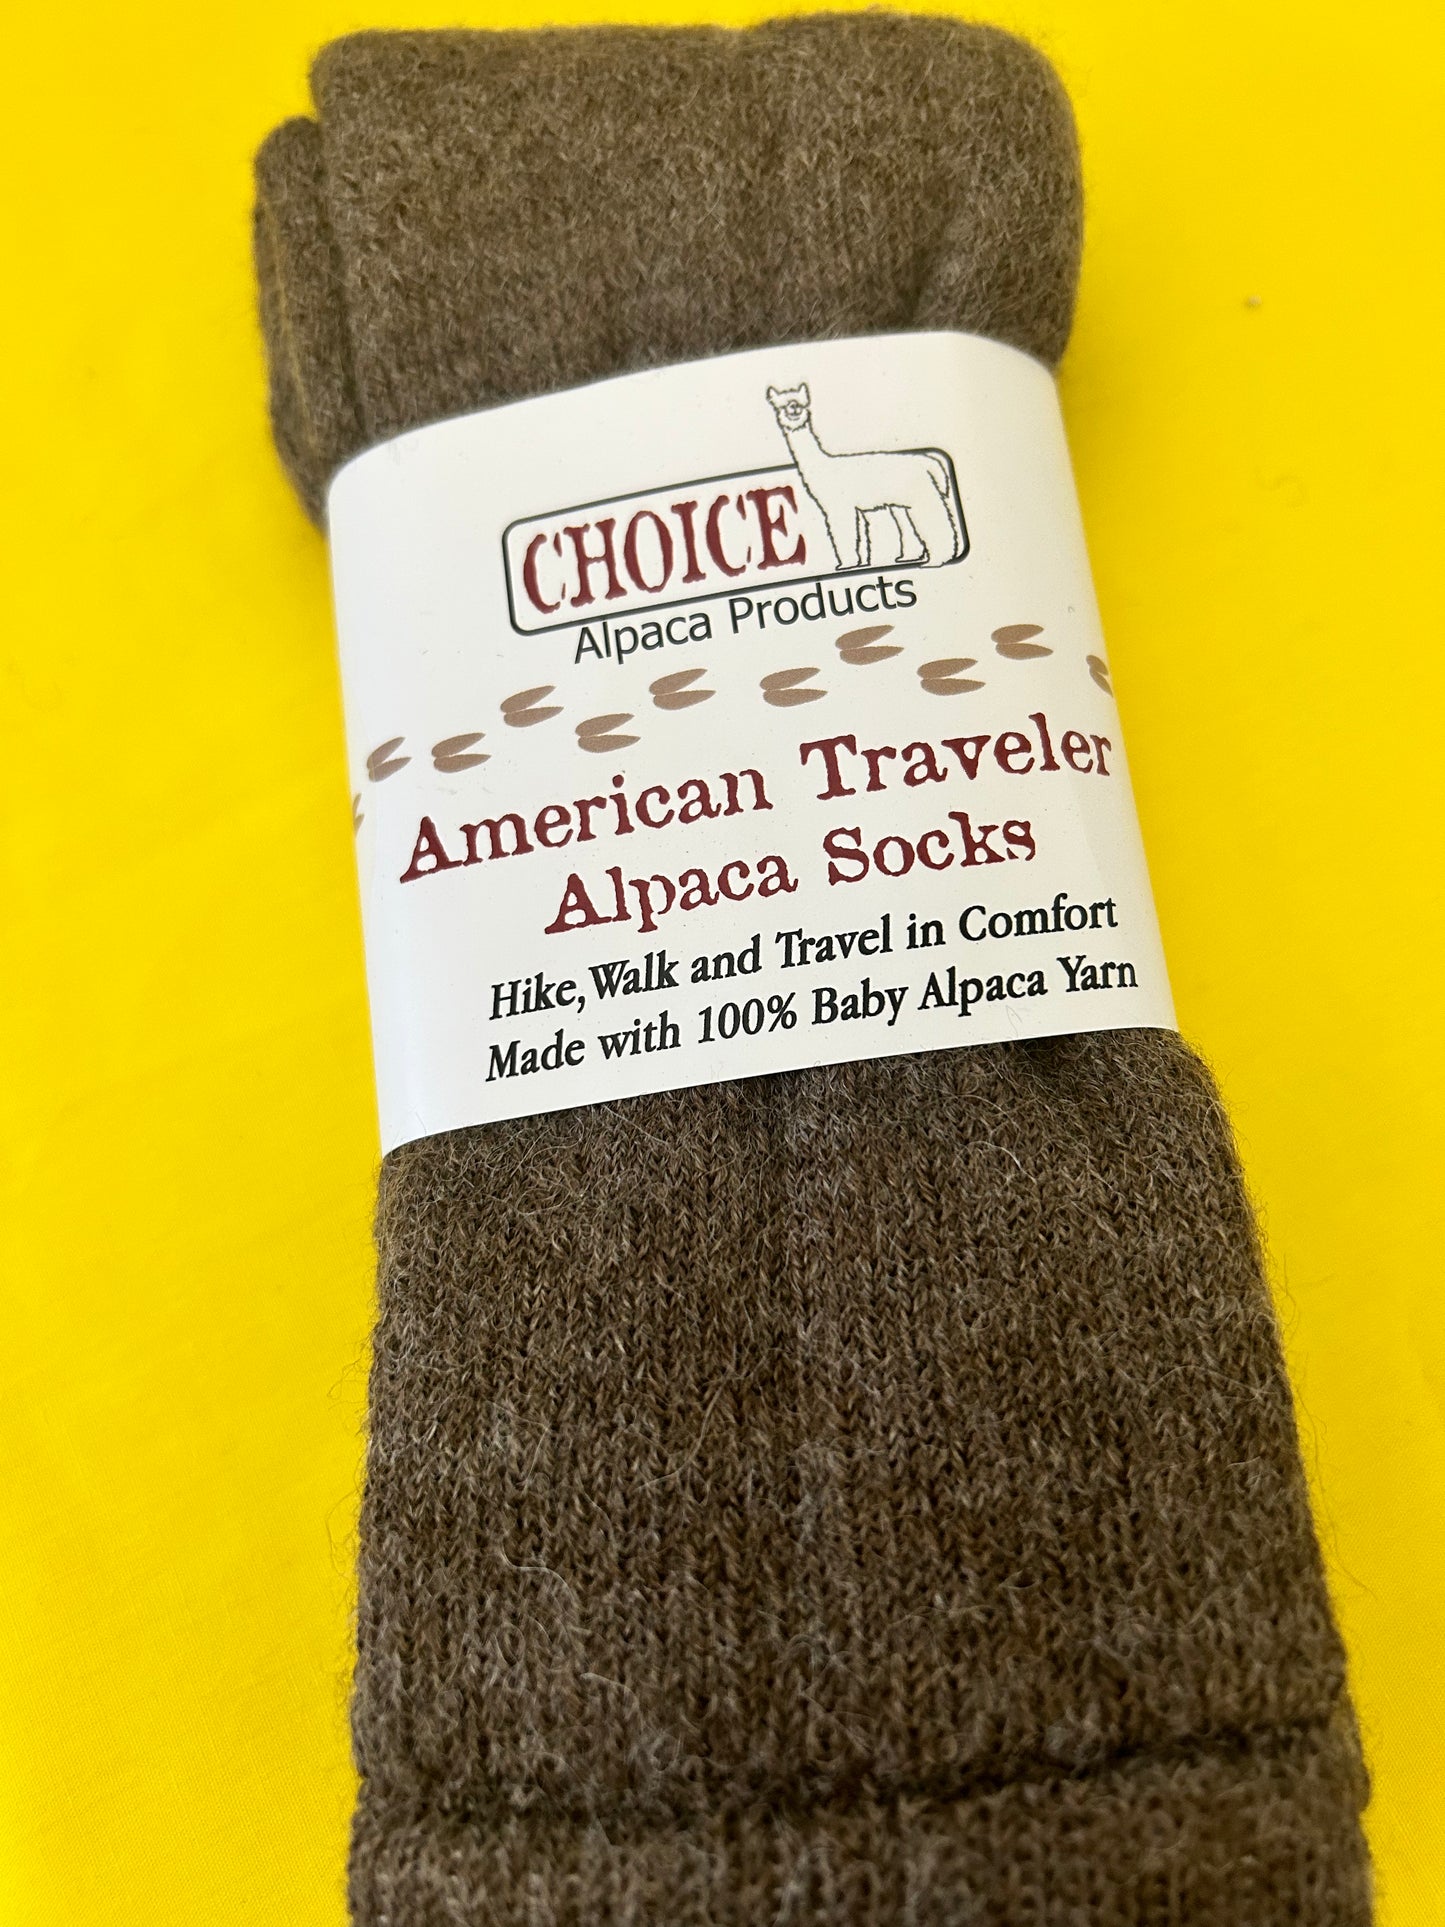 CHOICE
Alpaca Products
American Traveler
Alpaca Socks
Hike, Walk and Travel in Comfort
Made with 100% Baby Alpaca Yarn